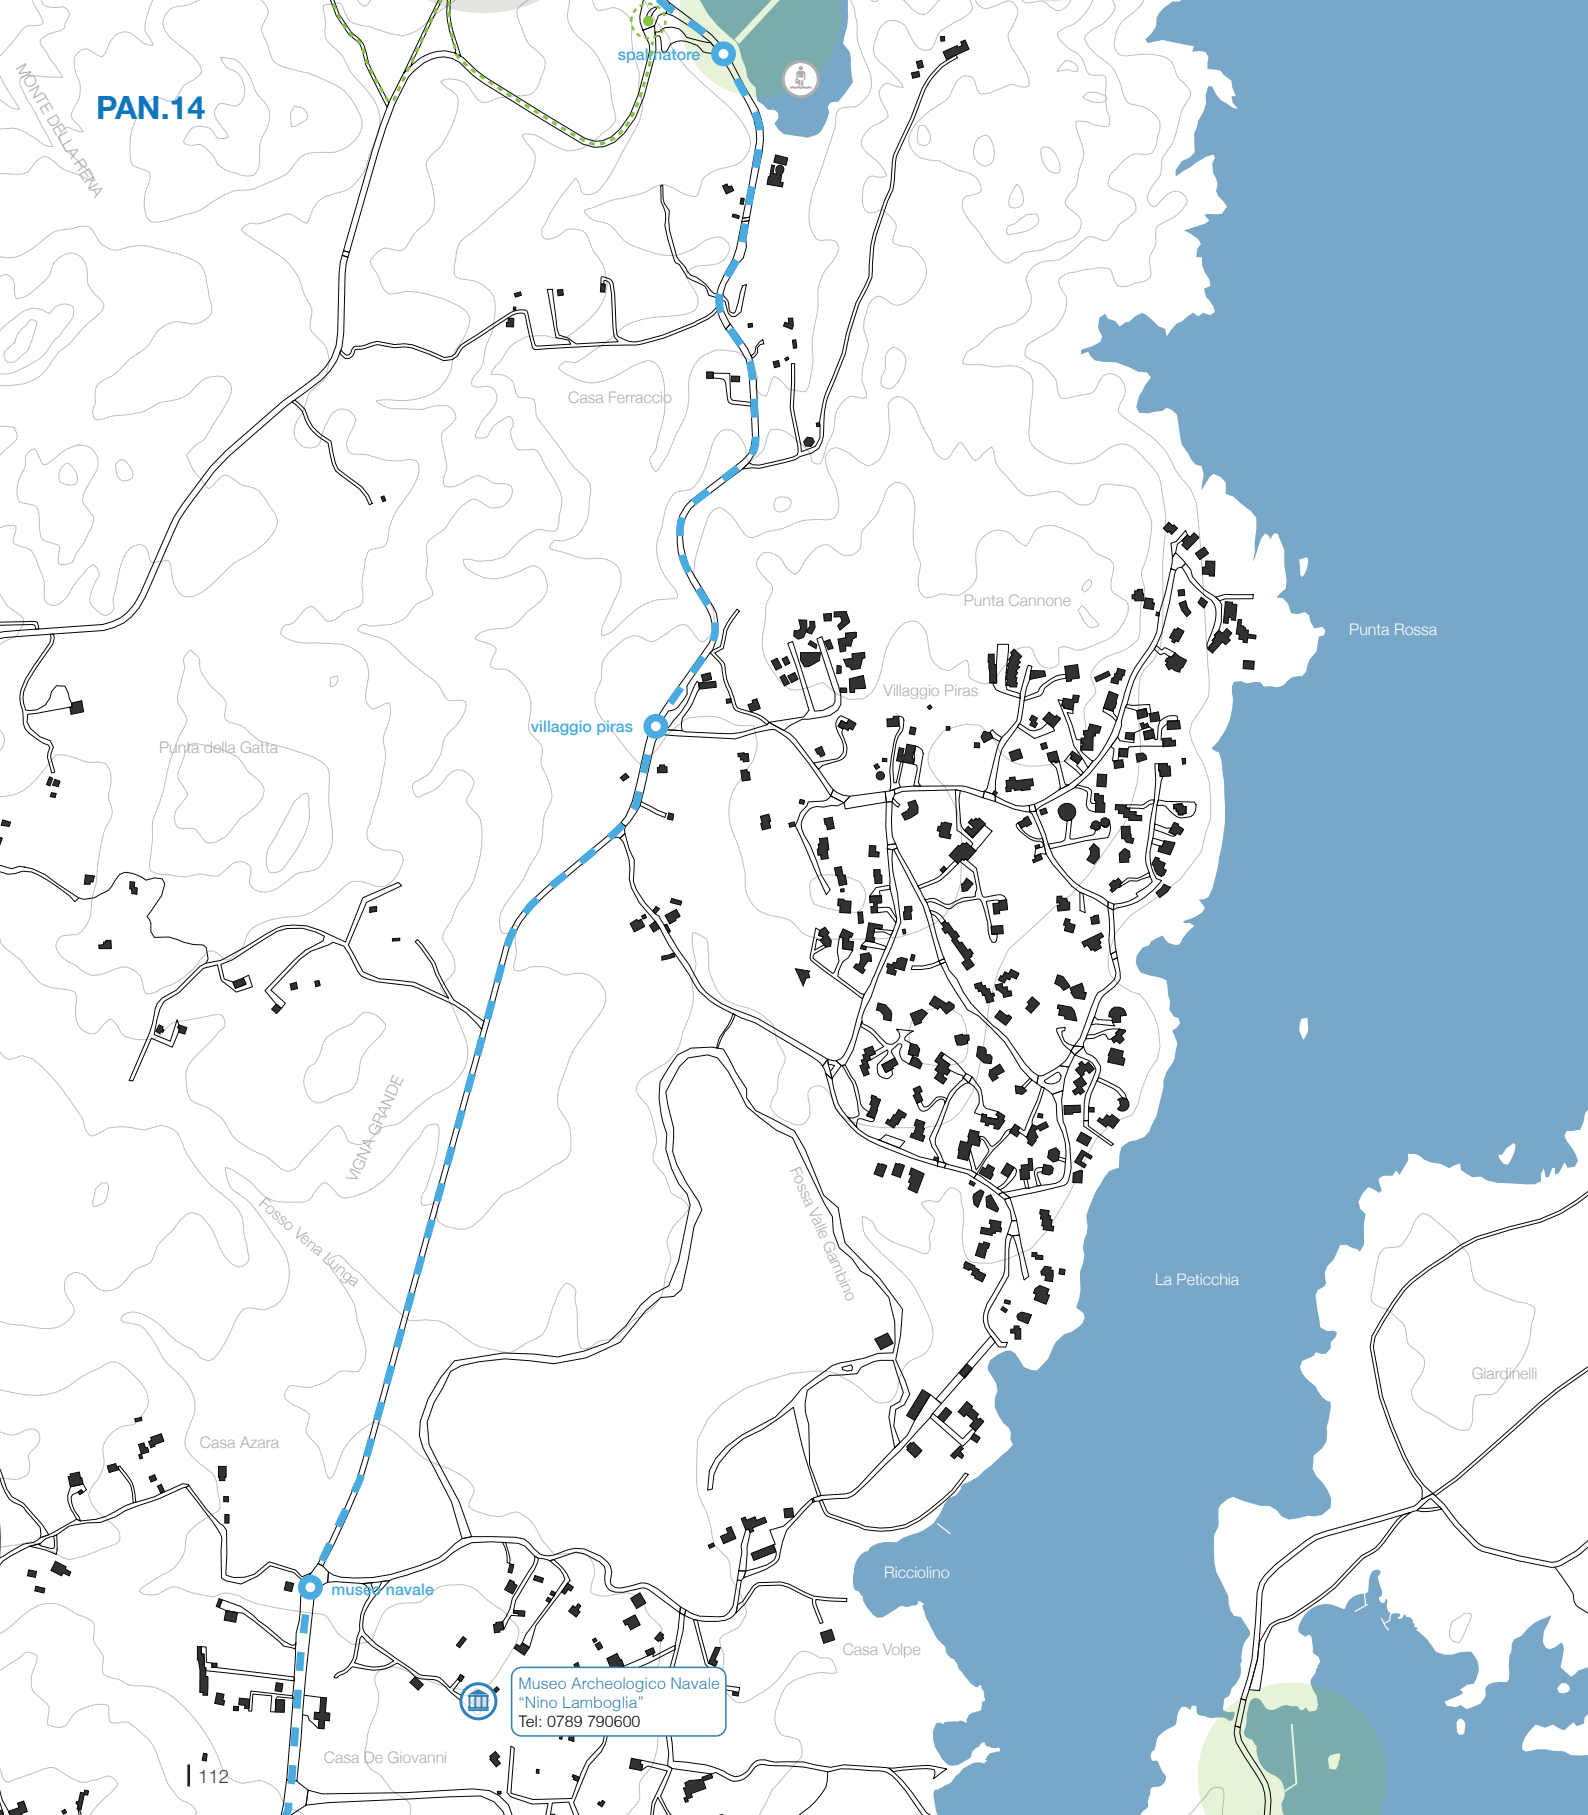 spalmatore
MONTE DELLA RENA
PAN.14
Casa Ferraccio
Punta Cannone
Punta Rossa
Villaggio Piras
villaggio piras
Punta della Gatta
VIGNA GRANDE
Fosso Vena Lunga
Fossa Valle Gambino
La Peticchia
Giardinelli
Casa Azara
Ricciolino
museo navale
Casa Volpe
Museo Archeologico Navale
“Nino Lamboglia”
Tel: 0789 790600
Casa De Giovanni
112